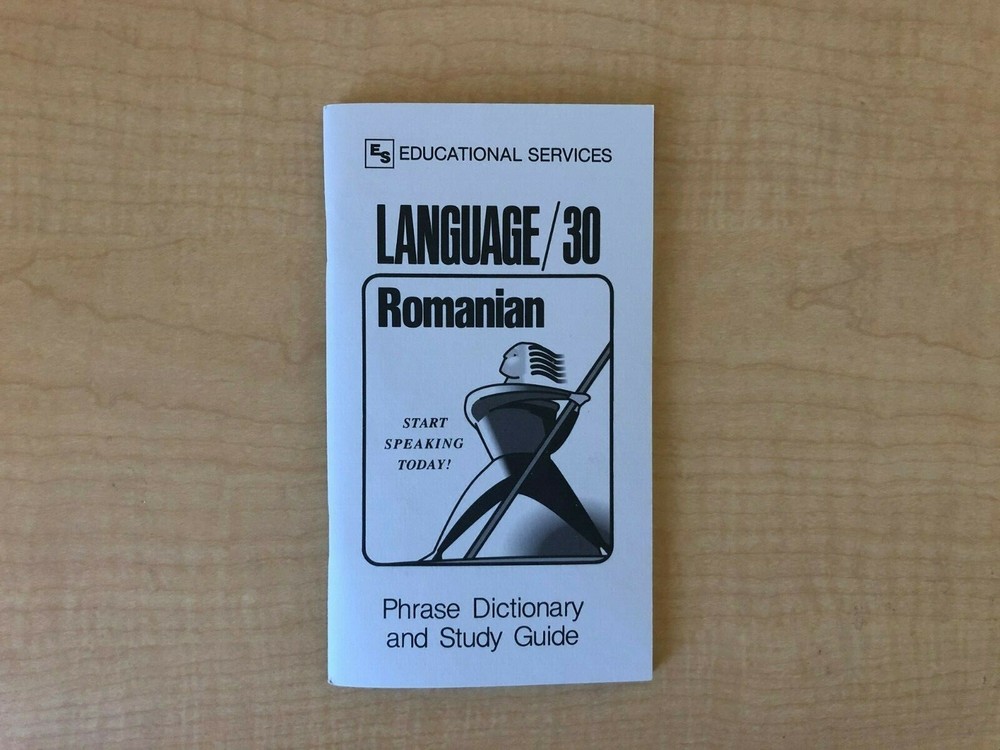 ES EDUCATIONAL SERVICES
LANGUAGE/30
Romanian
START
SPEAKING
TODAY!
Phrase Dictionary
and Study Guide